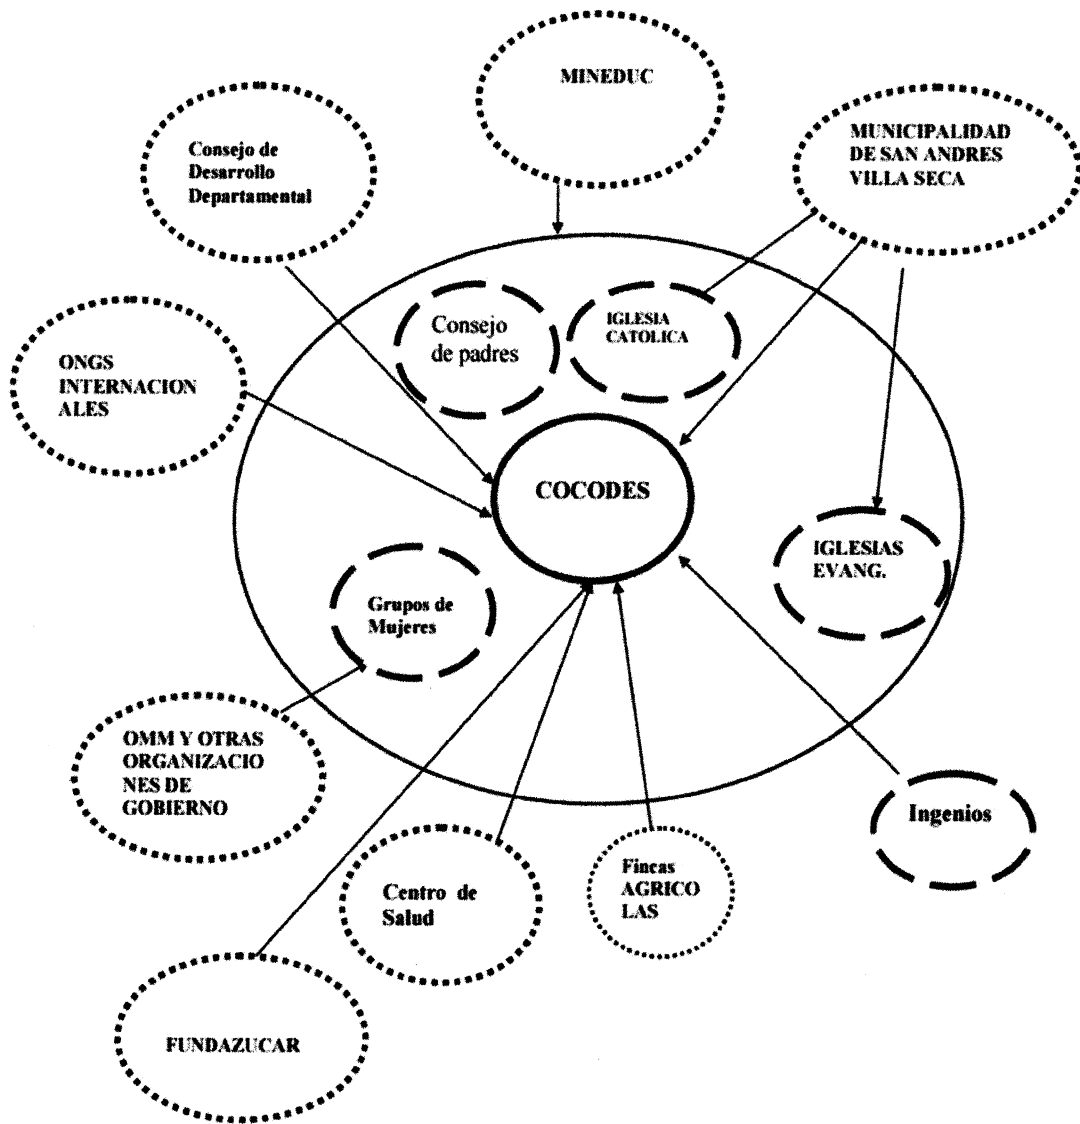 MINEDUC
Consejo de
Desarrollo
Departamental
MUNICIPALIDAD
DE SAN ANDRES
VILLA SECA
Consejo
de padres
IGLESIA
CATOLICA
ONGS
INTERNACION
ALES
COCODES
IGLESIAS
EVANG.
Grupos de
Mujeres
OMM Y OTRAS
ORGANIZACIO
NES DE
GOBIERNO
Ingenios
Centro de
Salud
Fincas
AGRICO
LAS
FUNDAZUCAR